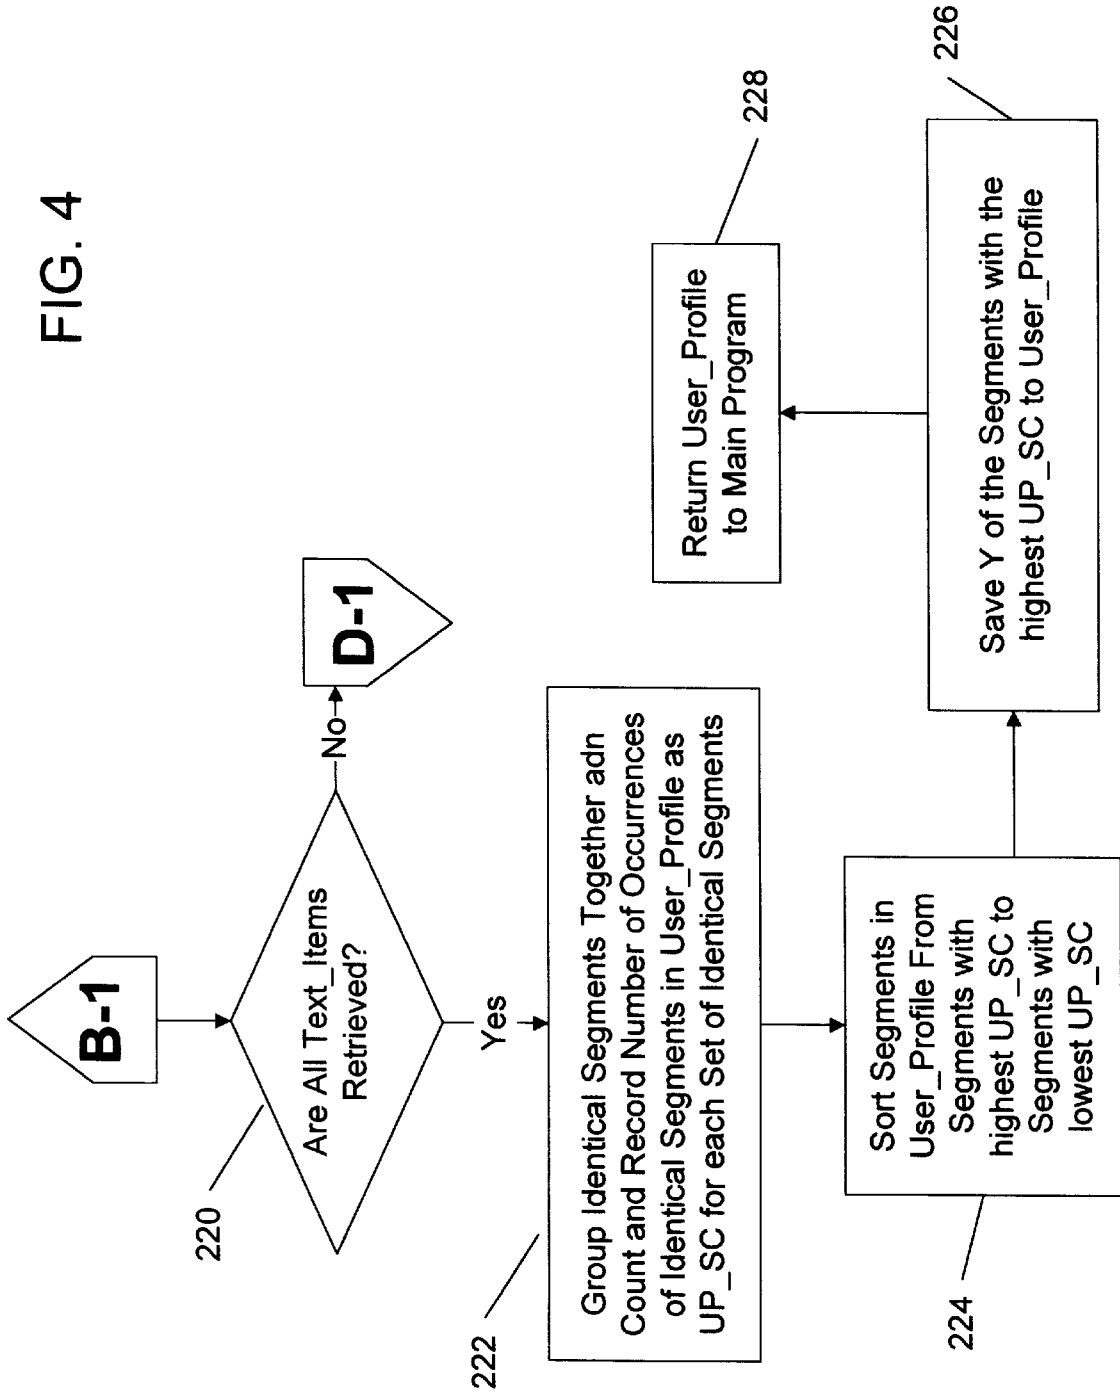 FIG. 4
B-1
Are All Text_Items
Retrieved?
220
No
D-1
Yes
222
Group Identical Segments Together adn
Count and Record Number of Occurrences
of Identical Segments in User_Profile as
UP_SC for each Set of Identical Segments
Sort Segments in
User_Profile From
Segments with
highest UP_SC to
Segments with
lowest UP_SC
224
Save Y of the Segments with the
highest UP_SC to User_Profile
226
Return User_Profile
to Main Program
228